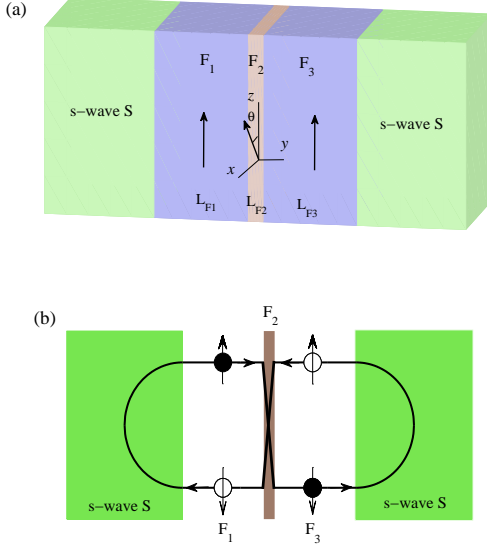 (a)
F1 F2 F3
z
s-wave S θ s-wave S
y
x
LF1 LF2 LF3
(b) F2
s-wave S s-wave S
F1 F3